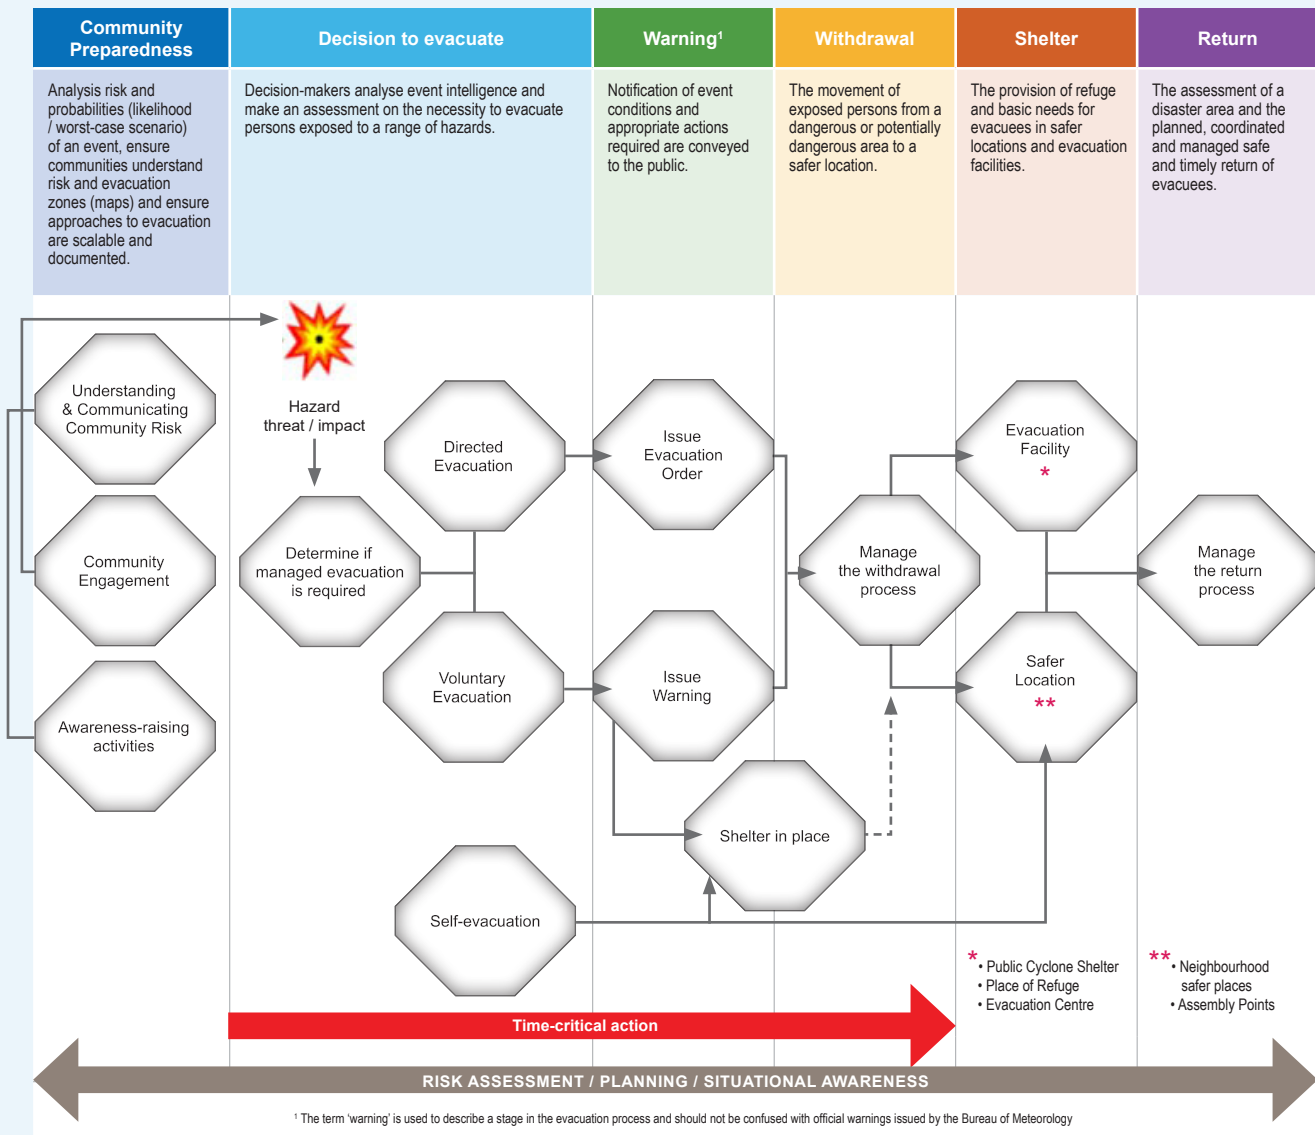 Community
Preparedness
Decision to evacuate
Warning¹
Withdrawal
Shelter
Return
Analysis risk and
probabilities (likelihood
/ worst-case scenario)
of an event, ensure
communities understand
risk and evacuation
zones (maps) and ensure
approaches to evacuation
are scalable and
documented.
Decision-makers analyse event intelligence and
make an assessment on the necessity to evacuate
persons exposed to a range of hazards.
Notification of event
conditions and
appropriate actions
required are conveyed
to the public.
The movement of
exposed persons from a
dangerous or potentially
dangerous area to a
safer location.
The provision of refuge
and basic needs for
evacuees in safer
locations and evacuation
facilities.
The assessment of a
disaster area and the
planned, coordinated
and managed safe
and timely return of
evacuees.
Understanding
& Communicating
Community Risk
Community
Engagement
Awareness-raising
activities
Hazard
threat / impact
Determine if
managed evacuation
is required
Directed
Evacuation
Voluntary
Evacuation
Self-evacuation
Issue
Evacuation
Order
Issue
Warning
Shelter in place
Manage
the withdrawal
process
Evacuation
Facility
*
Safer
Location
**
Manage
the return
process
* • Public Cyclone Shelter
• Place of Refuge
• Evacuation Centre
** • Neighbourhood
safer places
• Assembly Points
Time-critical action
RISK ASSESSMENT / PLANNING / SITUATIONAL AWARENESS
¹ The term ‘warning’ is used to describe a stage in the evacuation process and should not be confused with official warnings issued by the Bureau of Meteorology